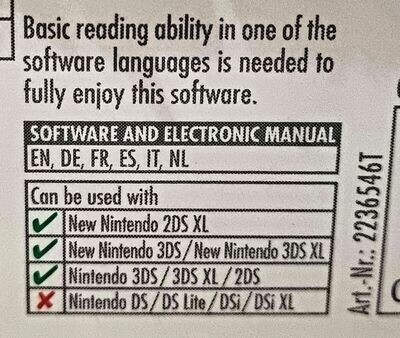 Basic reading ability in one of the
software languages is needed to
fully enjoy this software.
SOFTWARE AND ELECTRONIC MANUAL
EN, DE, FR, ES, IT, NL
Can be used with
✔ New Nintendo 2DS XL
✔ New Nintendo 3DS/New Nintendo 3DS XL
✔ Nintendo 3DS/3DS XL/2DS
✘ Nintendo DS/DS Lite/DSi/DSi XL
Art.-Nr.: 2236546T